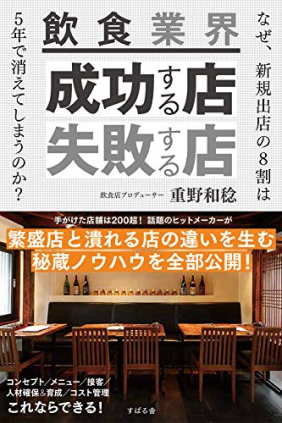 なぜ、新規出店の8割は
5年で消えてしまうのか?
飲食業界
成功する店
失敗する店
飲食店プロデューサー 重野和稔
手がけた店舗は200超! 話題のヒットメーカーが
繁盛店と潰れる店の違いを生む
秘蔵ノウハウを全部公開!
コンセプト/メニュー/接客/
人材確保&育成/コスト管理
これならできる!
すばる舎